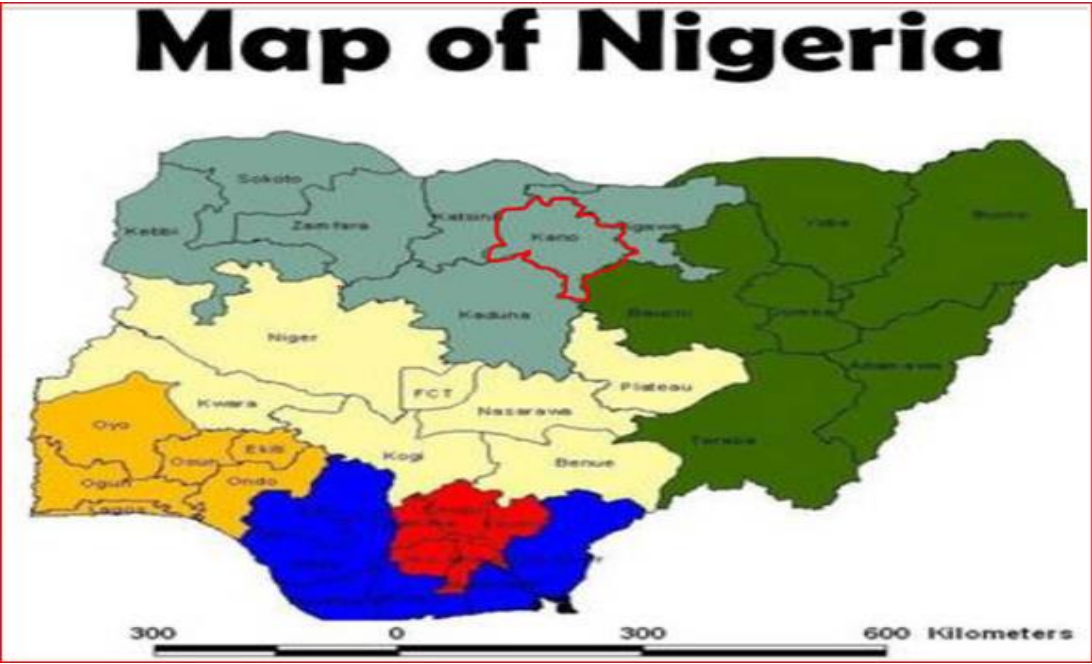 Map of Nigeria
Sokoto
Kebbi
Zamfara
Katsina
Kano
Jigawa
Yobe
Borno
Kaduna
Bauchi
Gombe
Adamawa
Niger
Plateau
FCT
Nasarawa
Kwara
Oyo
Taraba
Kogi
Benue
Ekiti
Osun
Ogun
Ondo
Lagos
300 0 300 600 Kilometers